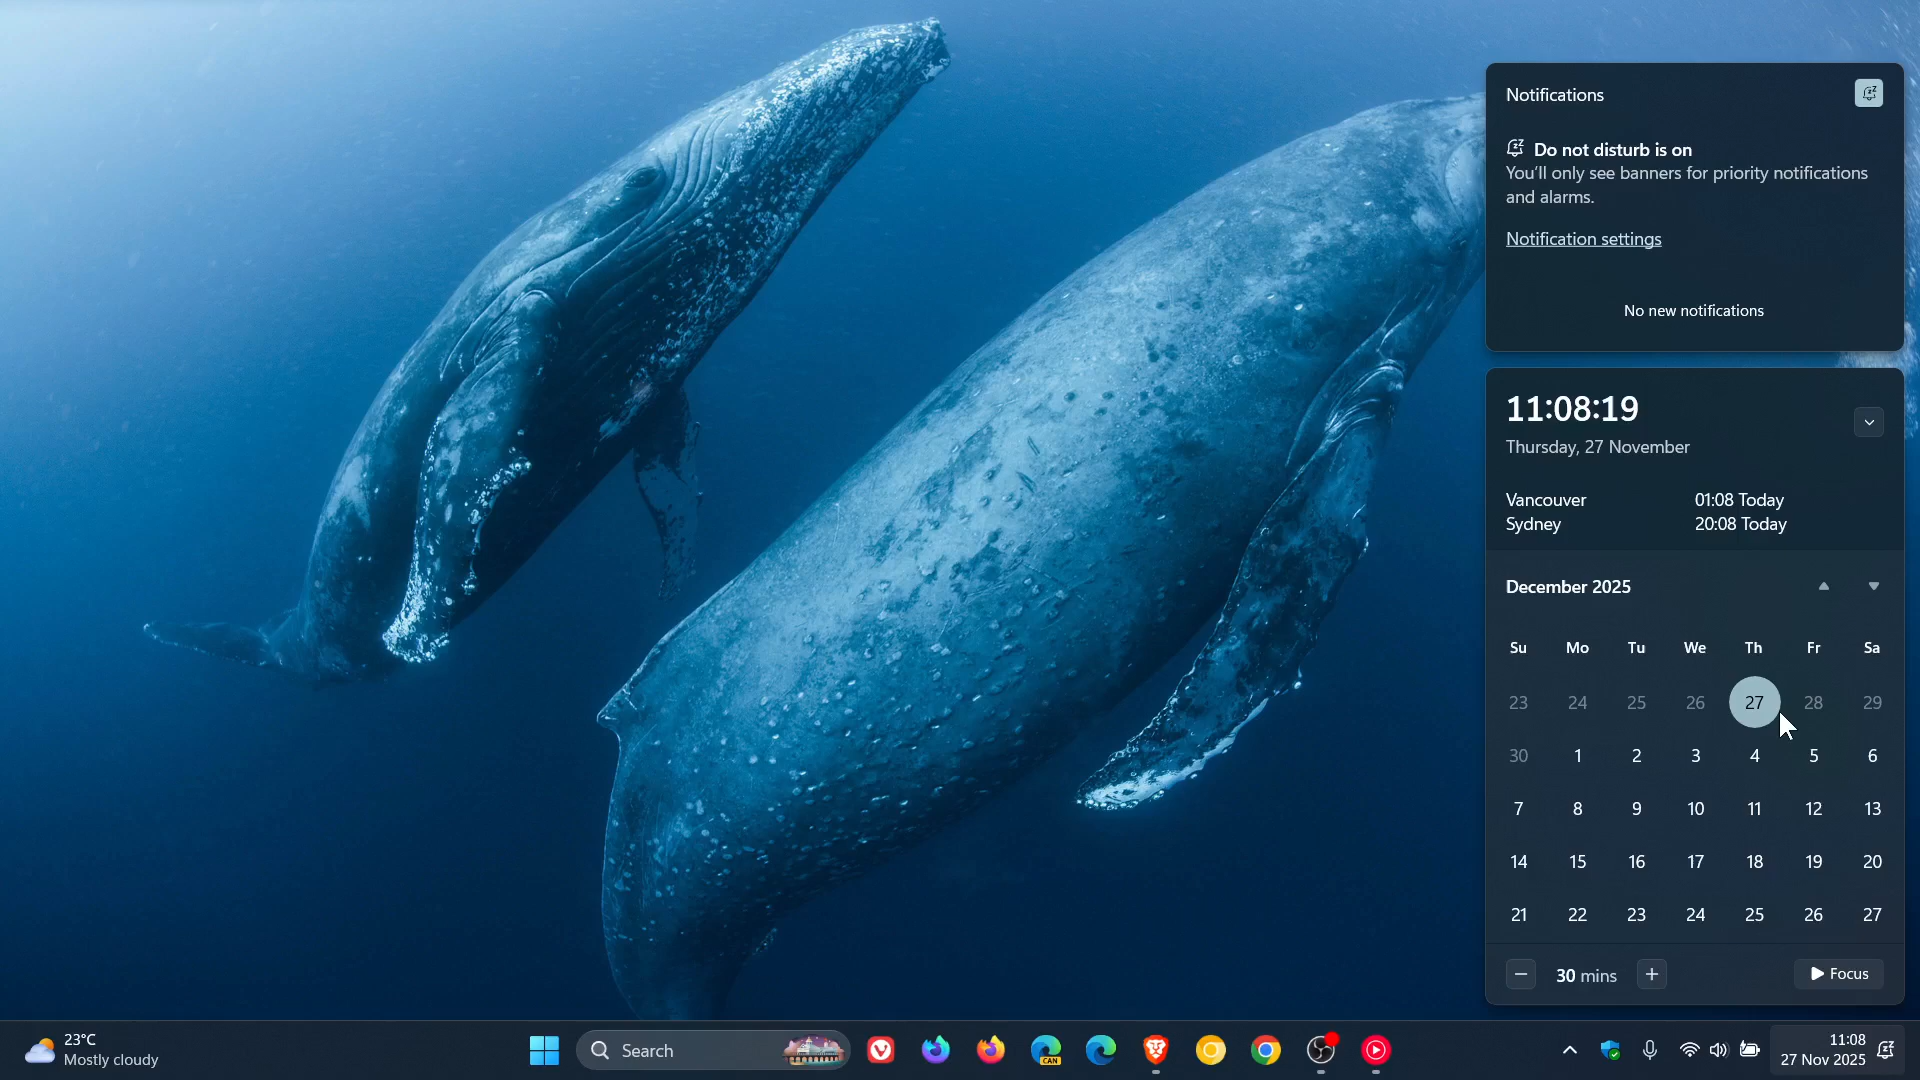 Notifications
Do not disturb is on
You'll only see banners for priority notifications
and alarms.
Notification settings
No new notifications
11:08:19
Thursday, 27 November
Vancouver 01:08 Today
Sydney 20:08 Today
December 2025
Su Mo Tu We Th Fr Sa
23 24 25 26 27 28 29
30 1 2 3 4 5 6
7 8 9 10 11 12 13
14 15 16 17 18 19 20
21 22 23 24 25 26 27
30 mins Focus
23°C
Mostly cloudy
Search
CAN
11:08
27 Nov 2025